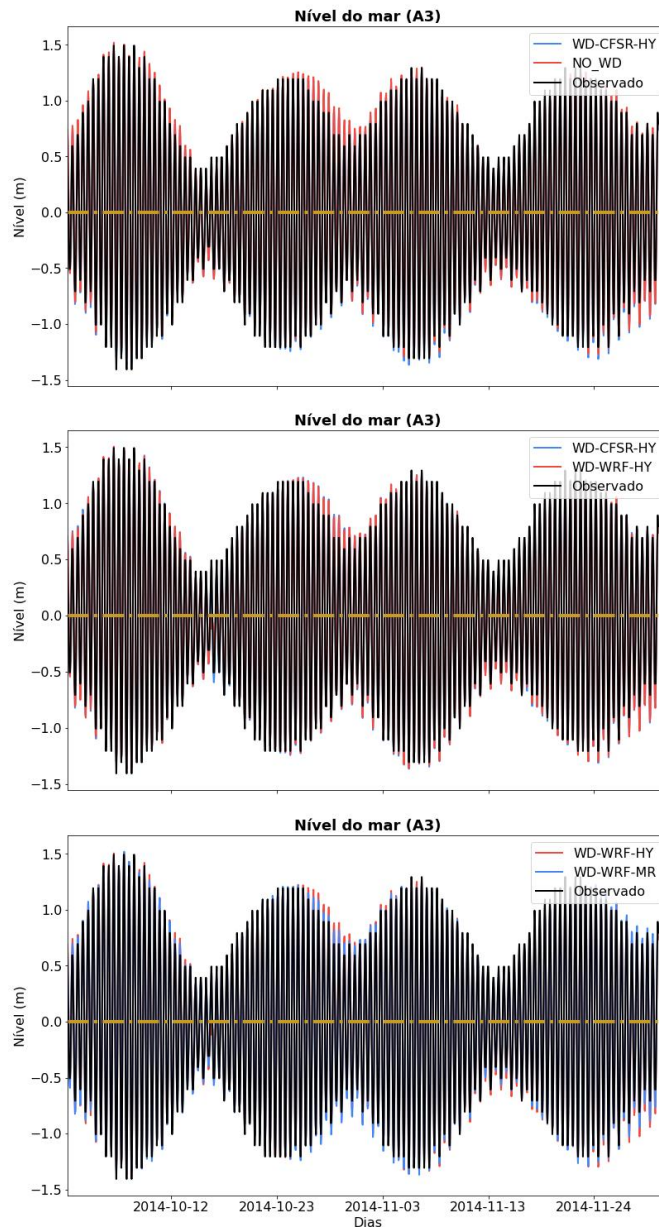 Nível do mar (A3)
1.5
1.0
0.5
0.0
−0.5
−1.0
−1.5
Nível (m)
WD-CFSR-HY
NO_WD
Observado
Nível do mar (A3)
1.5
1.0
0.5
0.0
−0.5
−1.0
−1.5
Nível (m)
WD-CFSR-HY
WD-WRF-HY
Observado
Nível do mar (A3)
1.5
1.0
0.5
0.0
−0.5
−1.0
−1.5
Nível (m)
WD-WRF-HY
WD-WRF-MR
Observado
2014-10-12 2014-10-23 2014-11-03 2014-11-13 2014-11-24
Dias